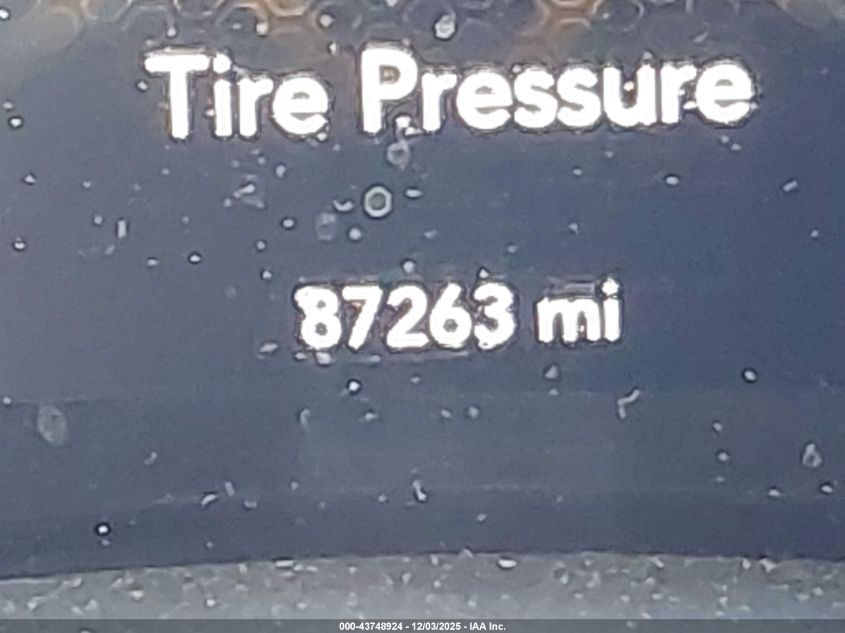 Tire Pressure
87263 mi
000-43748924 - 12/03/2025 - IAA Inc.